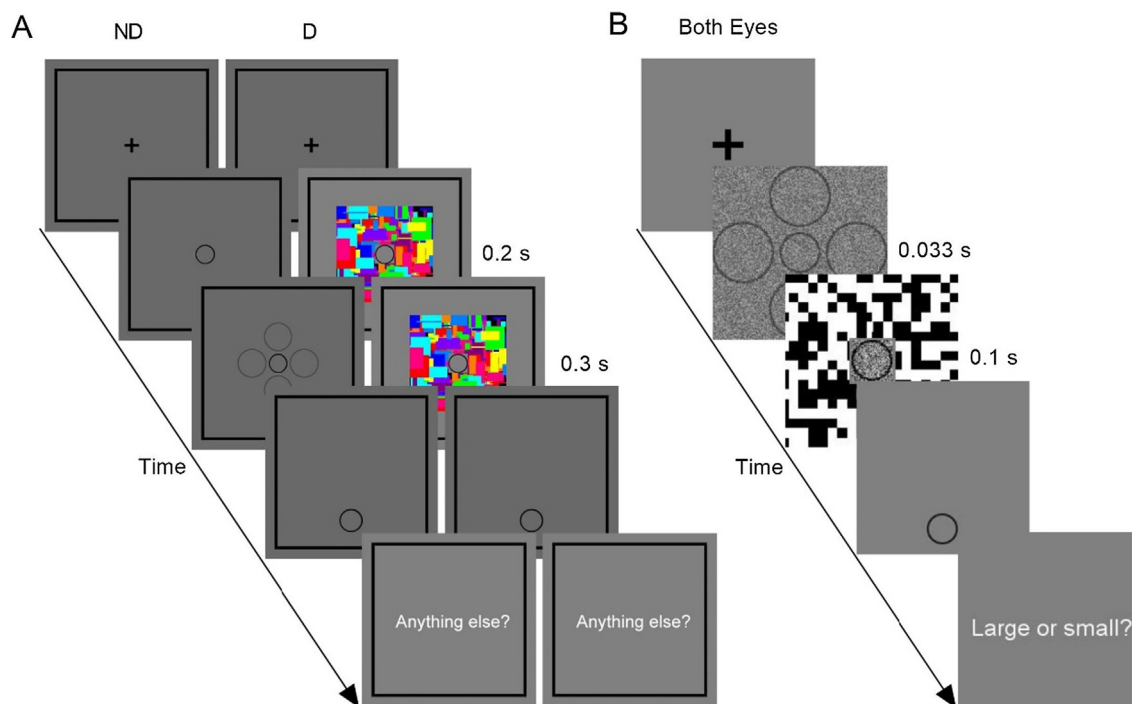 A
ND
D
0.2 s
0.3 s
Time
Anything else?
Anything else?
B
Both Eyes
0.033 s
0.1 s
Time
Large or small?